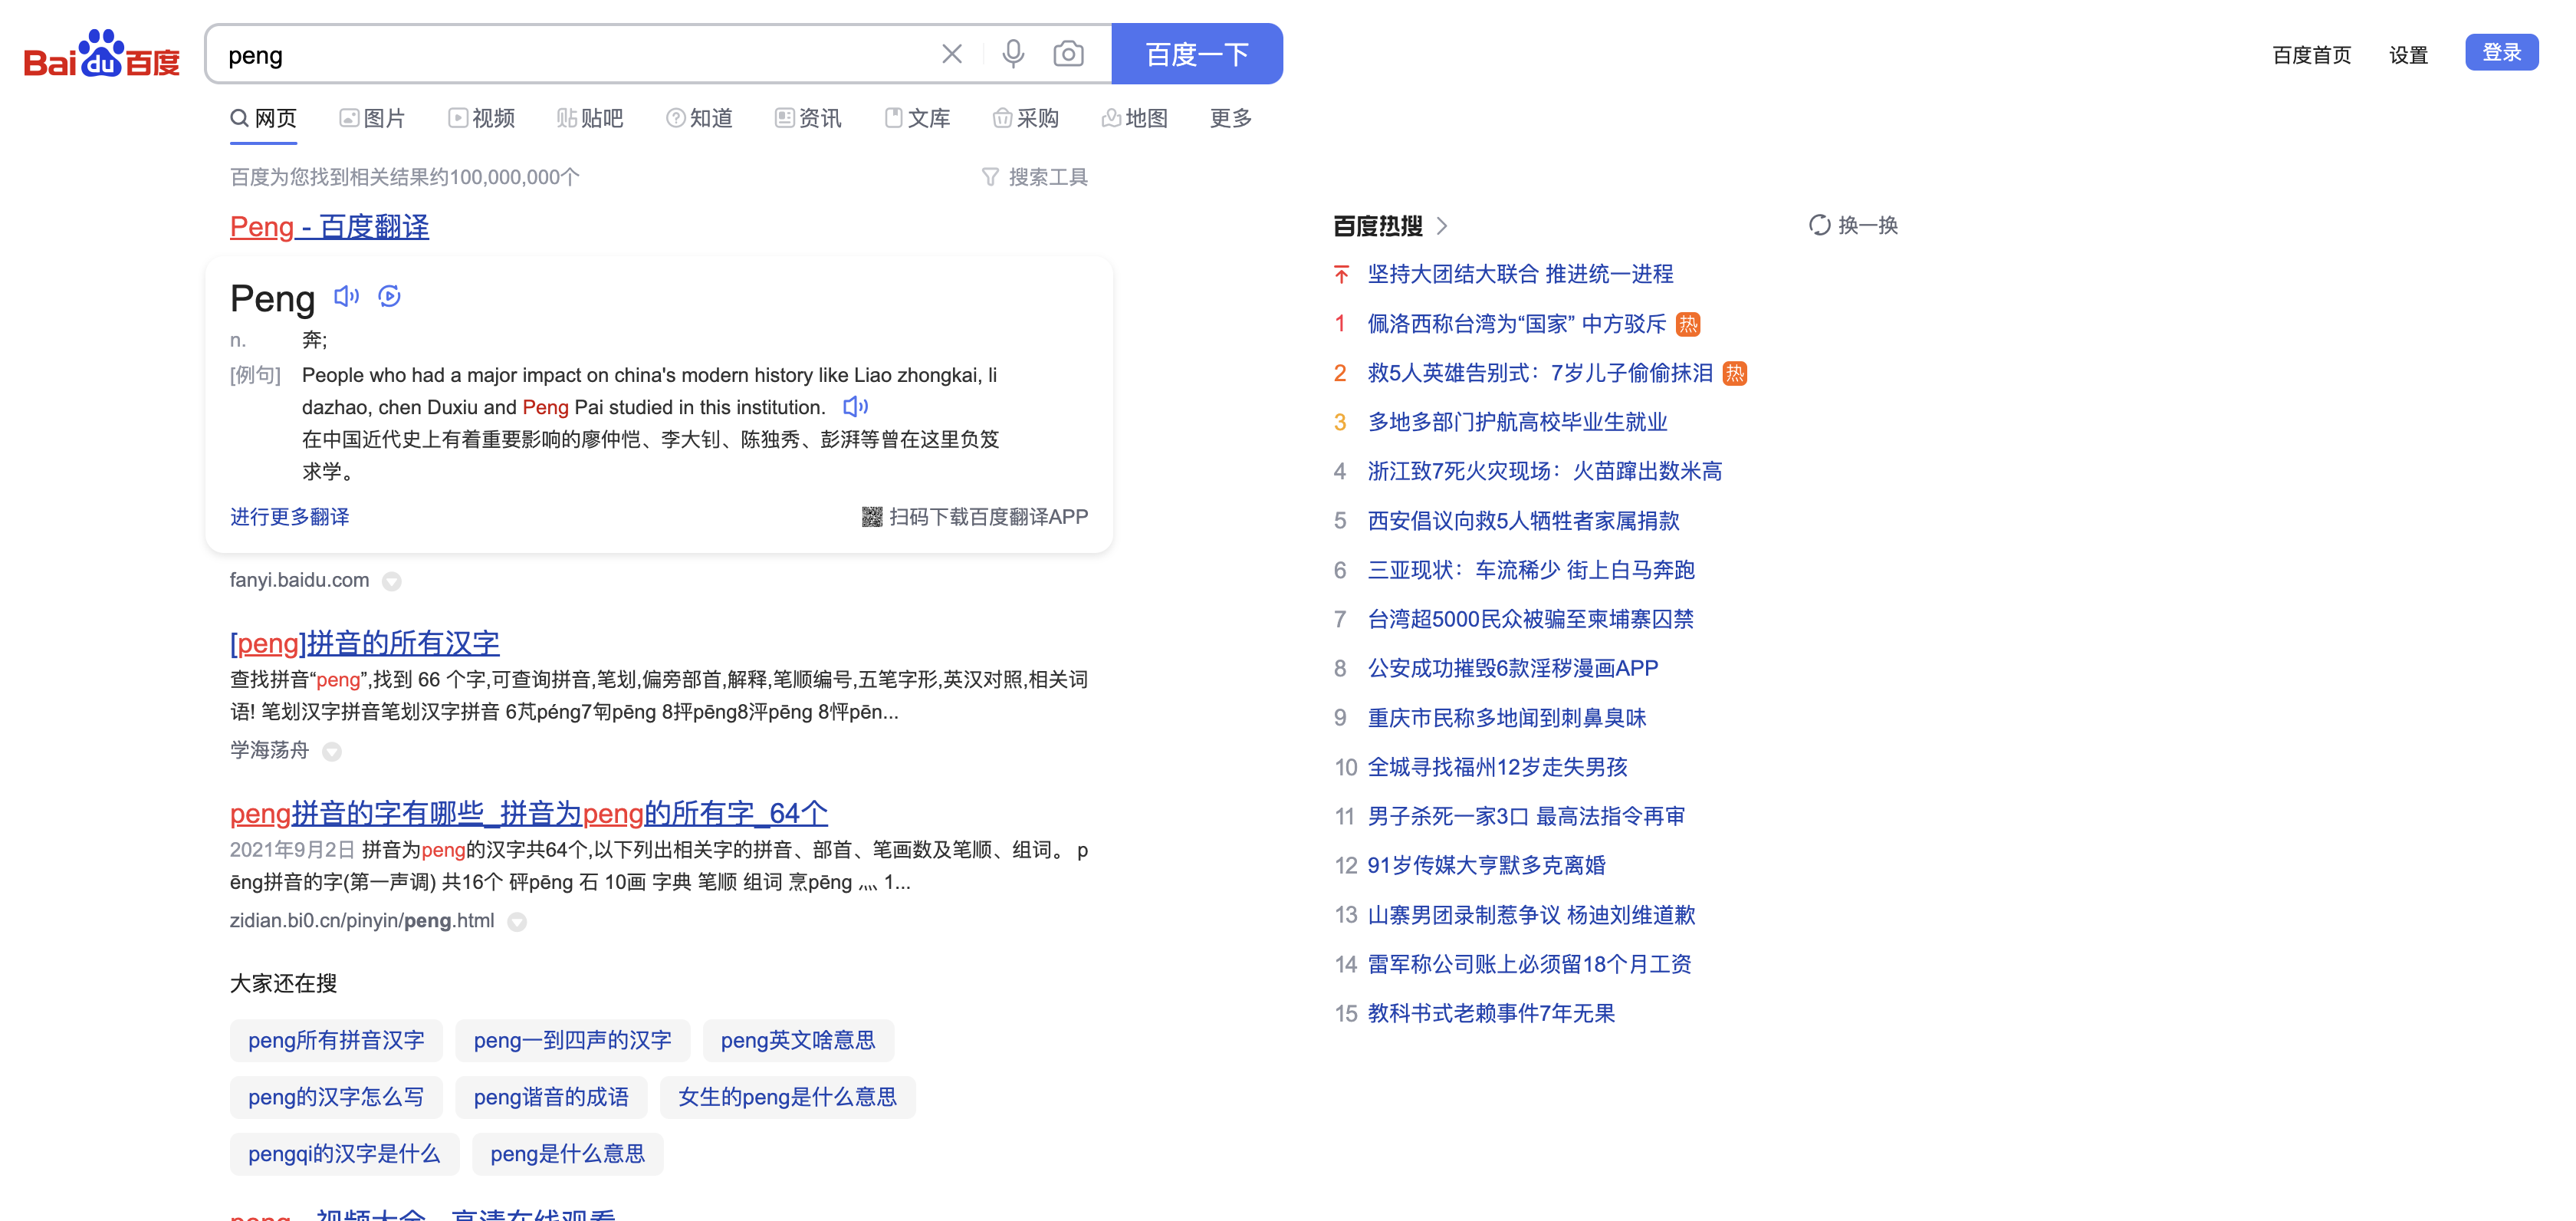 Bai du 百度
peng
百度一下
百度首页 设置 登录
网页 图片 视频 贴 贴吧 知道 资讯 文库 采购 地图 更多
百度为您找到相关结果约100,000,000个
搜索工具
Peng - 百度翻译
Peng
n. 奔;
[例句] People who had a major impact on china's modern history like Liao zhongkai, li
dazhao, chen Duxiu and Peng Pai studied in this institution.
在中国近代史上有着重要影响的廖仲恺、李大钊、陈独秀、彭湃等曾在这里负笈
求学。
进行更多翻译
扫码下载百度翻译APP
fanyi.baidu.com
[peng]拼音的所有汉字
查找拼音“peng”,找到 66 个字,可查询拼音,笔划,偏旁部首,解释,笔顺编号,五笔字形,英汉对照,相关词
语! 笔划汉字拼音笔划汉字拼音 6芃péng7匉pēng 8抨pēng8泙pēng 8怦pēn...
学海荡舟
peng拼音的字有哪些_拼音为peng的所有字_64个
2021年9月2日 拼音为peng的汉字共64个,以下列出相关字的拼音、部首、笔画数及笔顺、组词。 p
ēng拼音的字(第一声调) 共16个 砰pēng 石 10画 字典 笔顺 组词 烹pēng 灬 1...
zidian.bi0.cn/pinyin/peng.html
大家还在搜
peng所有拼音汉字 peng一到四声的汉字 peng英文啥意思
peng的汉字怎么写 peng谐音的成语 女生的peng是什么意思
pengqi的汉字是什么 peng是什么意思
peng - 视频大全 - 高清在线观看
百度热搜
换一换
坚持大团结大联合 推进统一进程
1 佩洛西称台湾为“国家” 中方驳斥 热
2 救5人英雄告别式：7岁儿子偷偷抹泪 热
3 多地多部门护航高校毕业生就业
4 浙江致7死火灾现场：火苗蹿出数米高
5 西安倡议向救5人牺牲者家属捐款
6 三亚现状：车流稀少 街上白马奔跑
7 台湾超5000民众被骗至柬埔寨囚禁
8 公安成功摧毁6款淫秽漫画APP
9 重庆市民称多地闻到刺鼻臭味
10 全城寻找福州12岁走失男孩
11 男子杀死一家3口 最高法指令再审
12 91岁传媒大亨默多克离婚
13 山寨男团录制惹争议 杨迪刘维道歉
14 雷军称公司账上必须留18个月工资
15 教科书式老赖事件7年无果